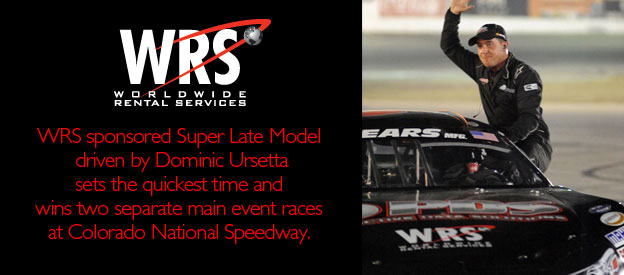 WRS
WORLDWIDE
RENTAL SERVICES
WRS sponsored Super Late Model
driven by Dominic Ursetta
sets the quickest time and
wins two separate main event races
at Colorado National Speedway.
EARS MFG.
WRS